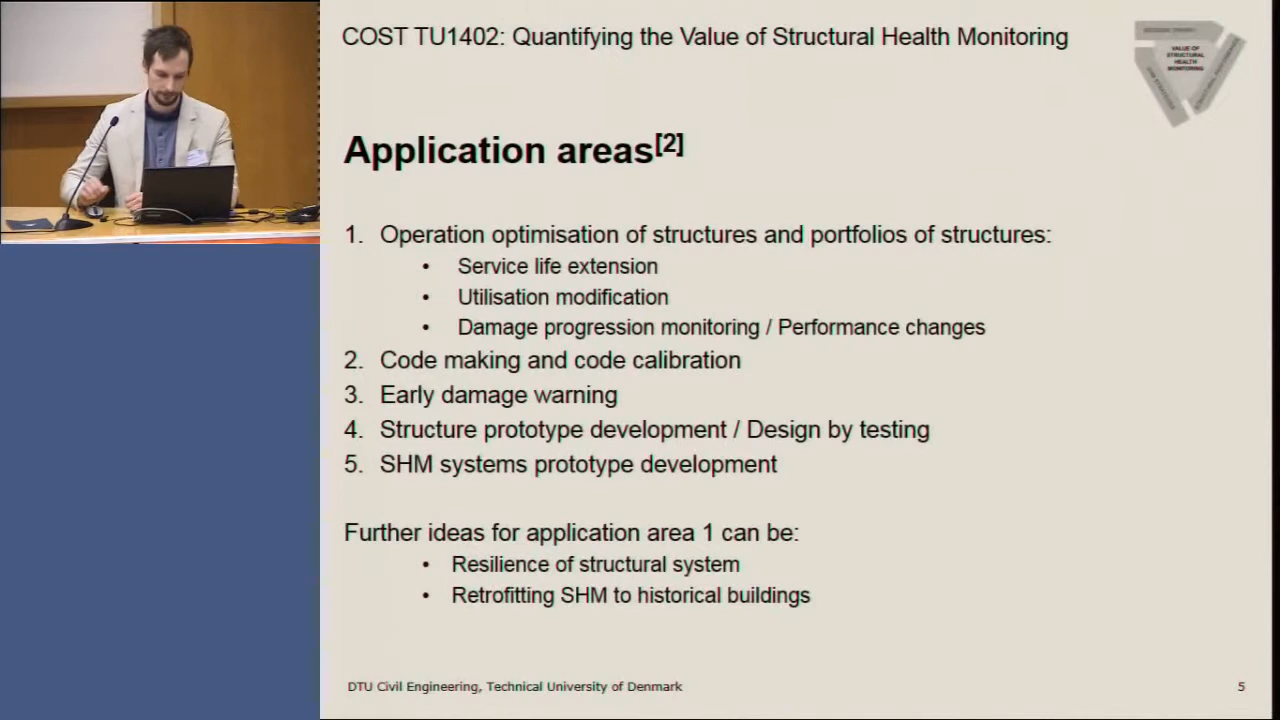 COST TU1402: Quantifying the Value of Structural Health Monitoring
VALUE OF
STRUCTURAL
HEALTH
MONITORING
Application areas[2]
1. Operation optimisation of structures and portfolios of structures:
• Service life extension
• Utilisation modification
• Damage progression monitoring / Performance changes
2. Code making and code calibration
3. Early damage warning
4. Structure prototype development / Design by testing
5. SHM systems prototype development
Further ideas for application area 1 can be:
• Resilience of structural system
• Retrofitting SHM to historical buildings
DTU Civil Engineering, Technical University of Denmark
5